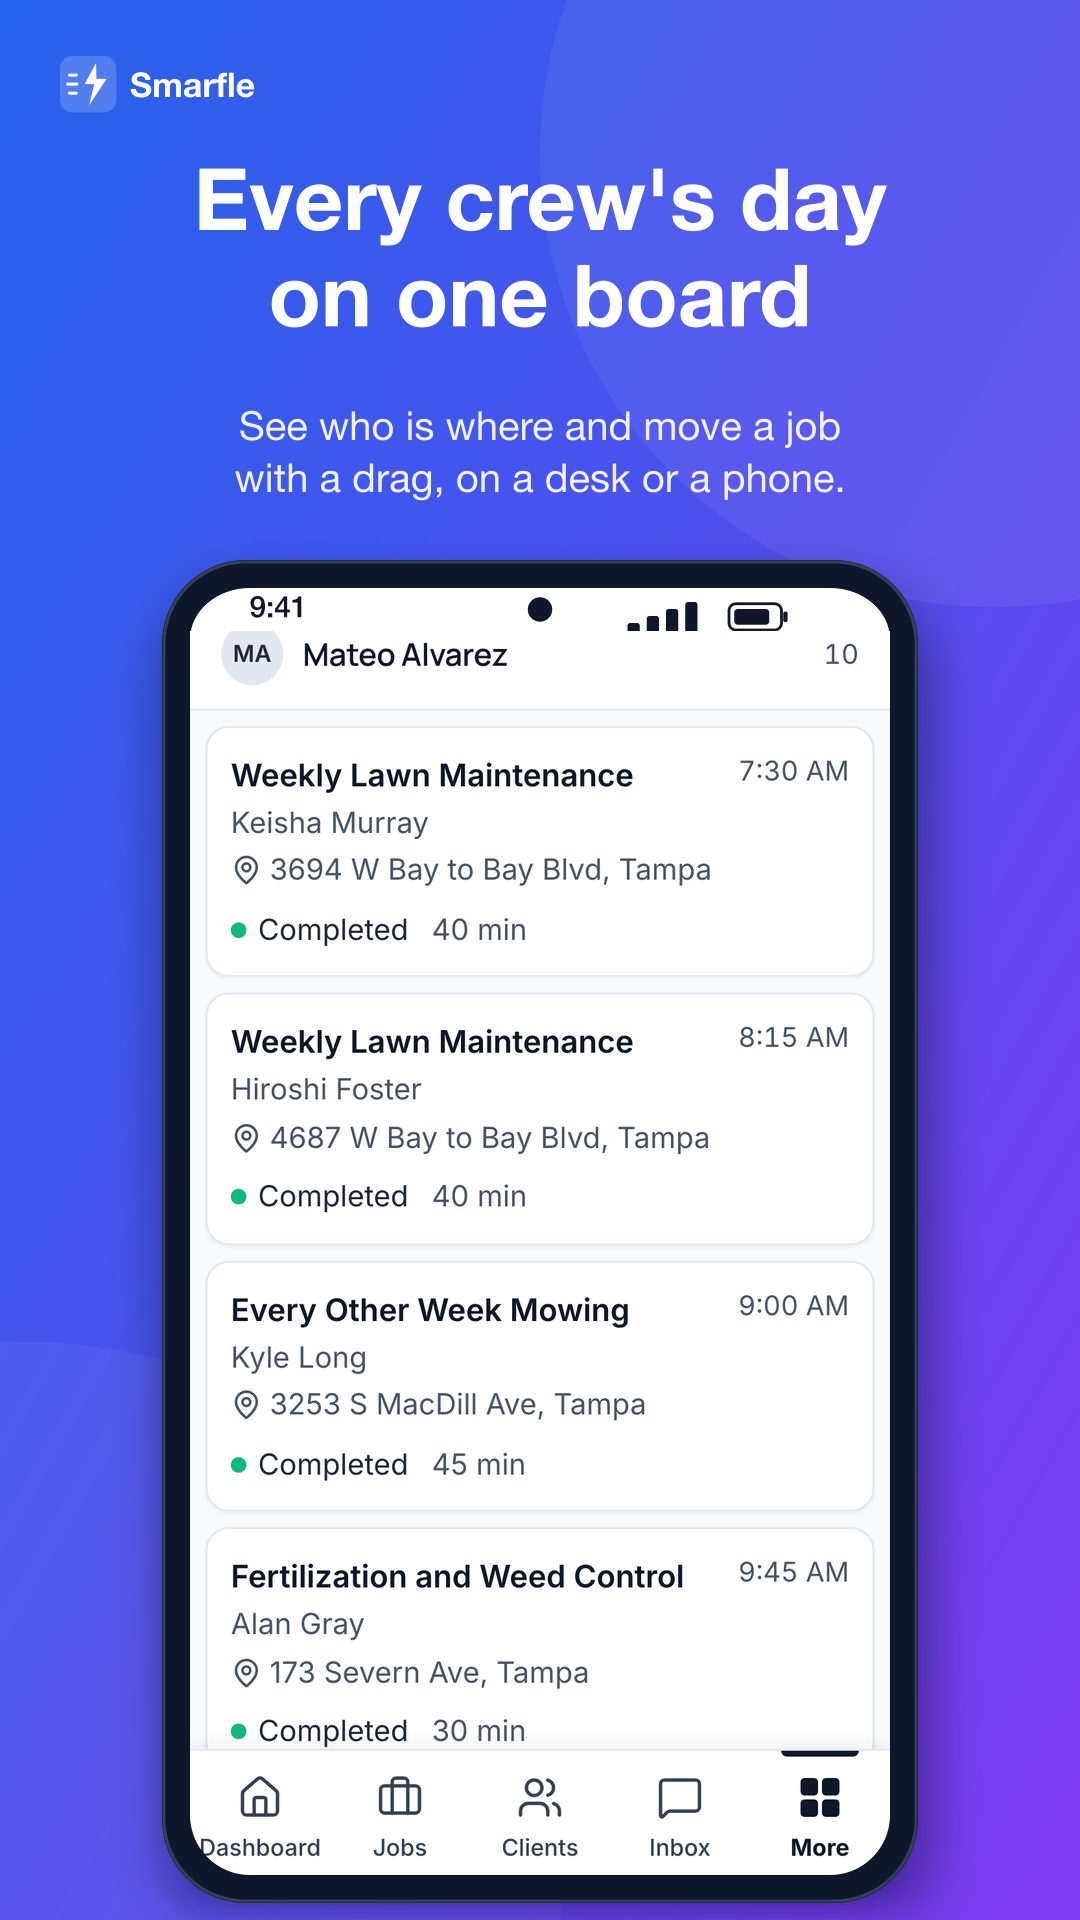 Smarfle
Every crew's day
on one board
See who is where and move a job
with a drag, on a desk or a phone.
9:41
MA Mateo Alvarez 10
Weekly Lawn Maintenance 7:30 AM
Keisha Murray
3694 W Bay to Bay Blvd, Tampa
Completed 40 min
Weekly Lawn Maintenance 8:15 AM
Hiroshi Foster
4687 W Bay to Bay Blvd, Tampa
Completed 40 min
Every Other Week Mowing 9:00 AM
Kyle Long
3253 S MacDill Ave, Tampa
Completed 45 min
Fertilization and Weed Control 9:45 AM
Alan Gray
173 Severn Ave, Tampa
Completed 30 min
Dashboard Jobs Clients Inbox More